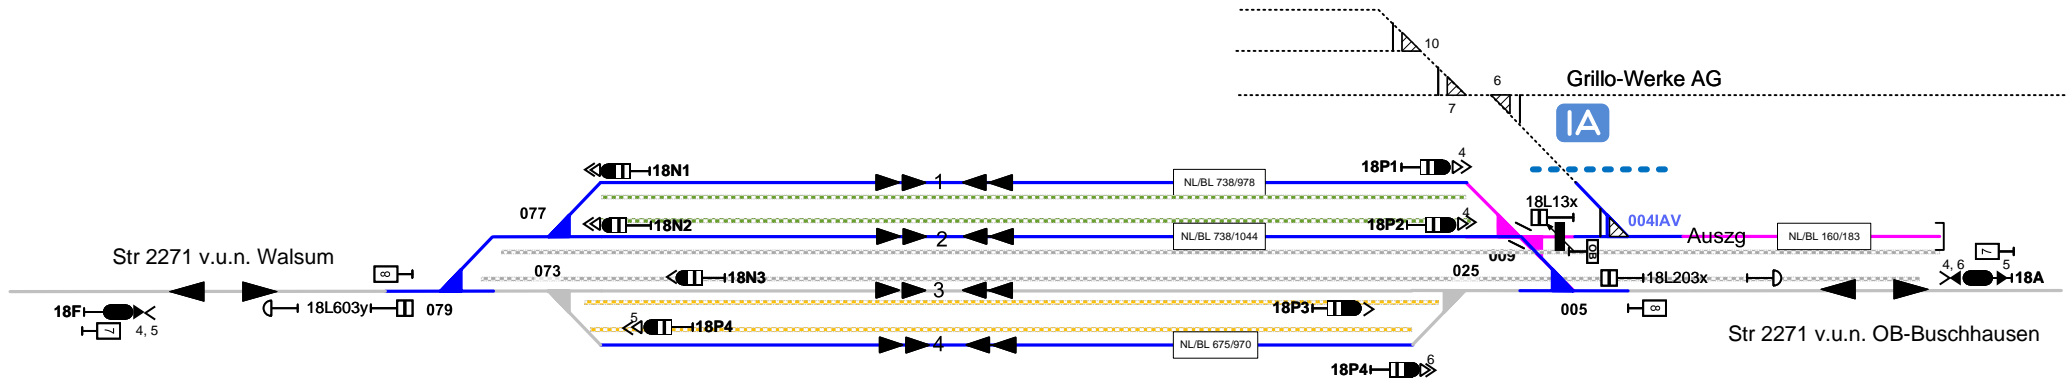 10
Grillo-Werke AG
6
7
IA
4
18N1
18P1
1
NL/BL 738/978
18L13x
077
004IAV
18N2
18P2
4
2
NL/BL 738/1044
Auszg
NL/BL 160/183
Str 2271 v.u.n. Walsum
009
OB
7
8
073
18N3
025
18L203x
4, 6
5
18A
3
18F
18L603y
079
18P3
005
8
7
4, 5
5
18P4
Str 2271 v.u.n. OB-Buschhausen
4
NL/BL 675/970
6
18P4